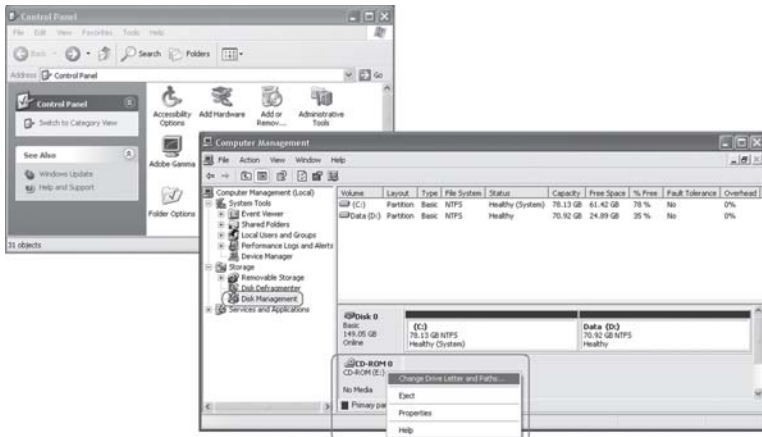 Control Panel
File Edit View Favorites Tools Help
Back Search Folders
Address Control Panel Go
Control Panel
Switch to Category View
See Also
Windows Update
Help and Support
Accessibility Options
Add Hardware
Add or Remov...
Administrative Tools
Adobe Gamma
Folder Options
31 objects
Computer Management
File Action View Window Help
Computer Management (Local)
System Tools
Event Viewer
Shared Folders
Local Users and Groups
Performance Logs and Alerts
Device Manager
Storage
Removable Storage
Disk Defragmenter
Disk Management
Services and Applications
Volume Layout Type File System Status Capacity Free Space % Free Fault Tolerance Overhead
(C:) Partition Basic NTFS Healthy (System) 78.13 GB 61.42 GB 78 % No 0%
Data (D:) Partition Basic NTFS Healthy 70.92 GB 24.89 GB 35 % No 0%
Disk 0
Basic
149.05 GB
Online
(C:)
78.13 GB NTFS
Healthy (System)
Data (D:)
70.92 GB NTFS
Healthy
CD-ROM 0
CD-ROM (E:)
No Media
Primary par
Change Drive Letter and Paths...
Eject
Properties
Help